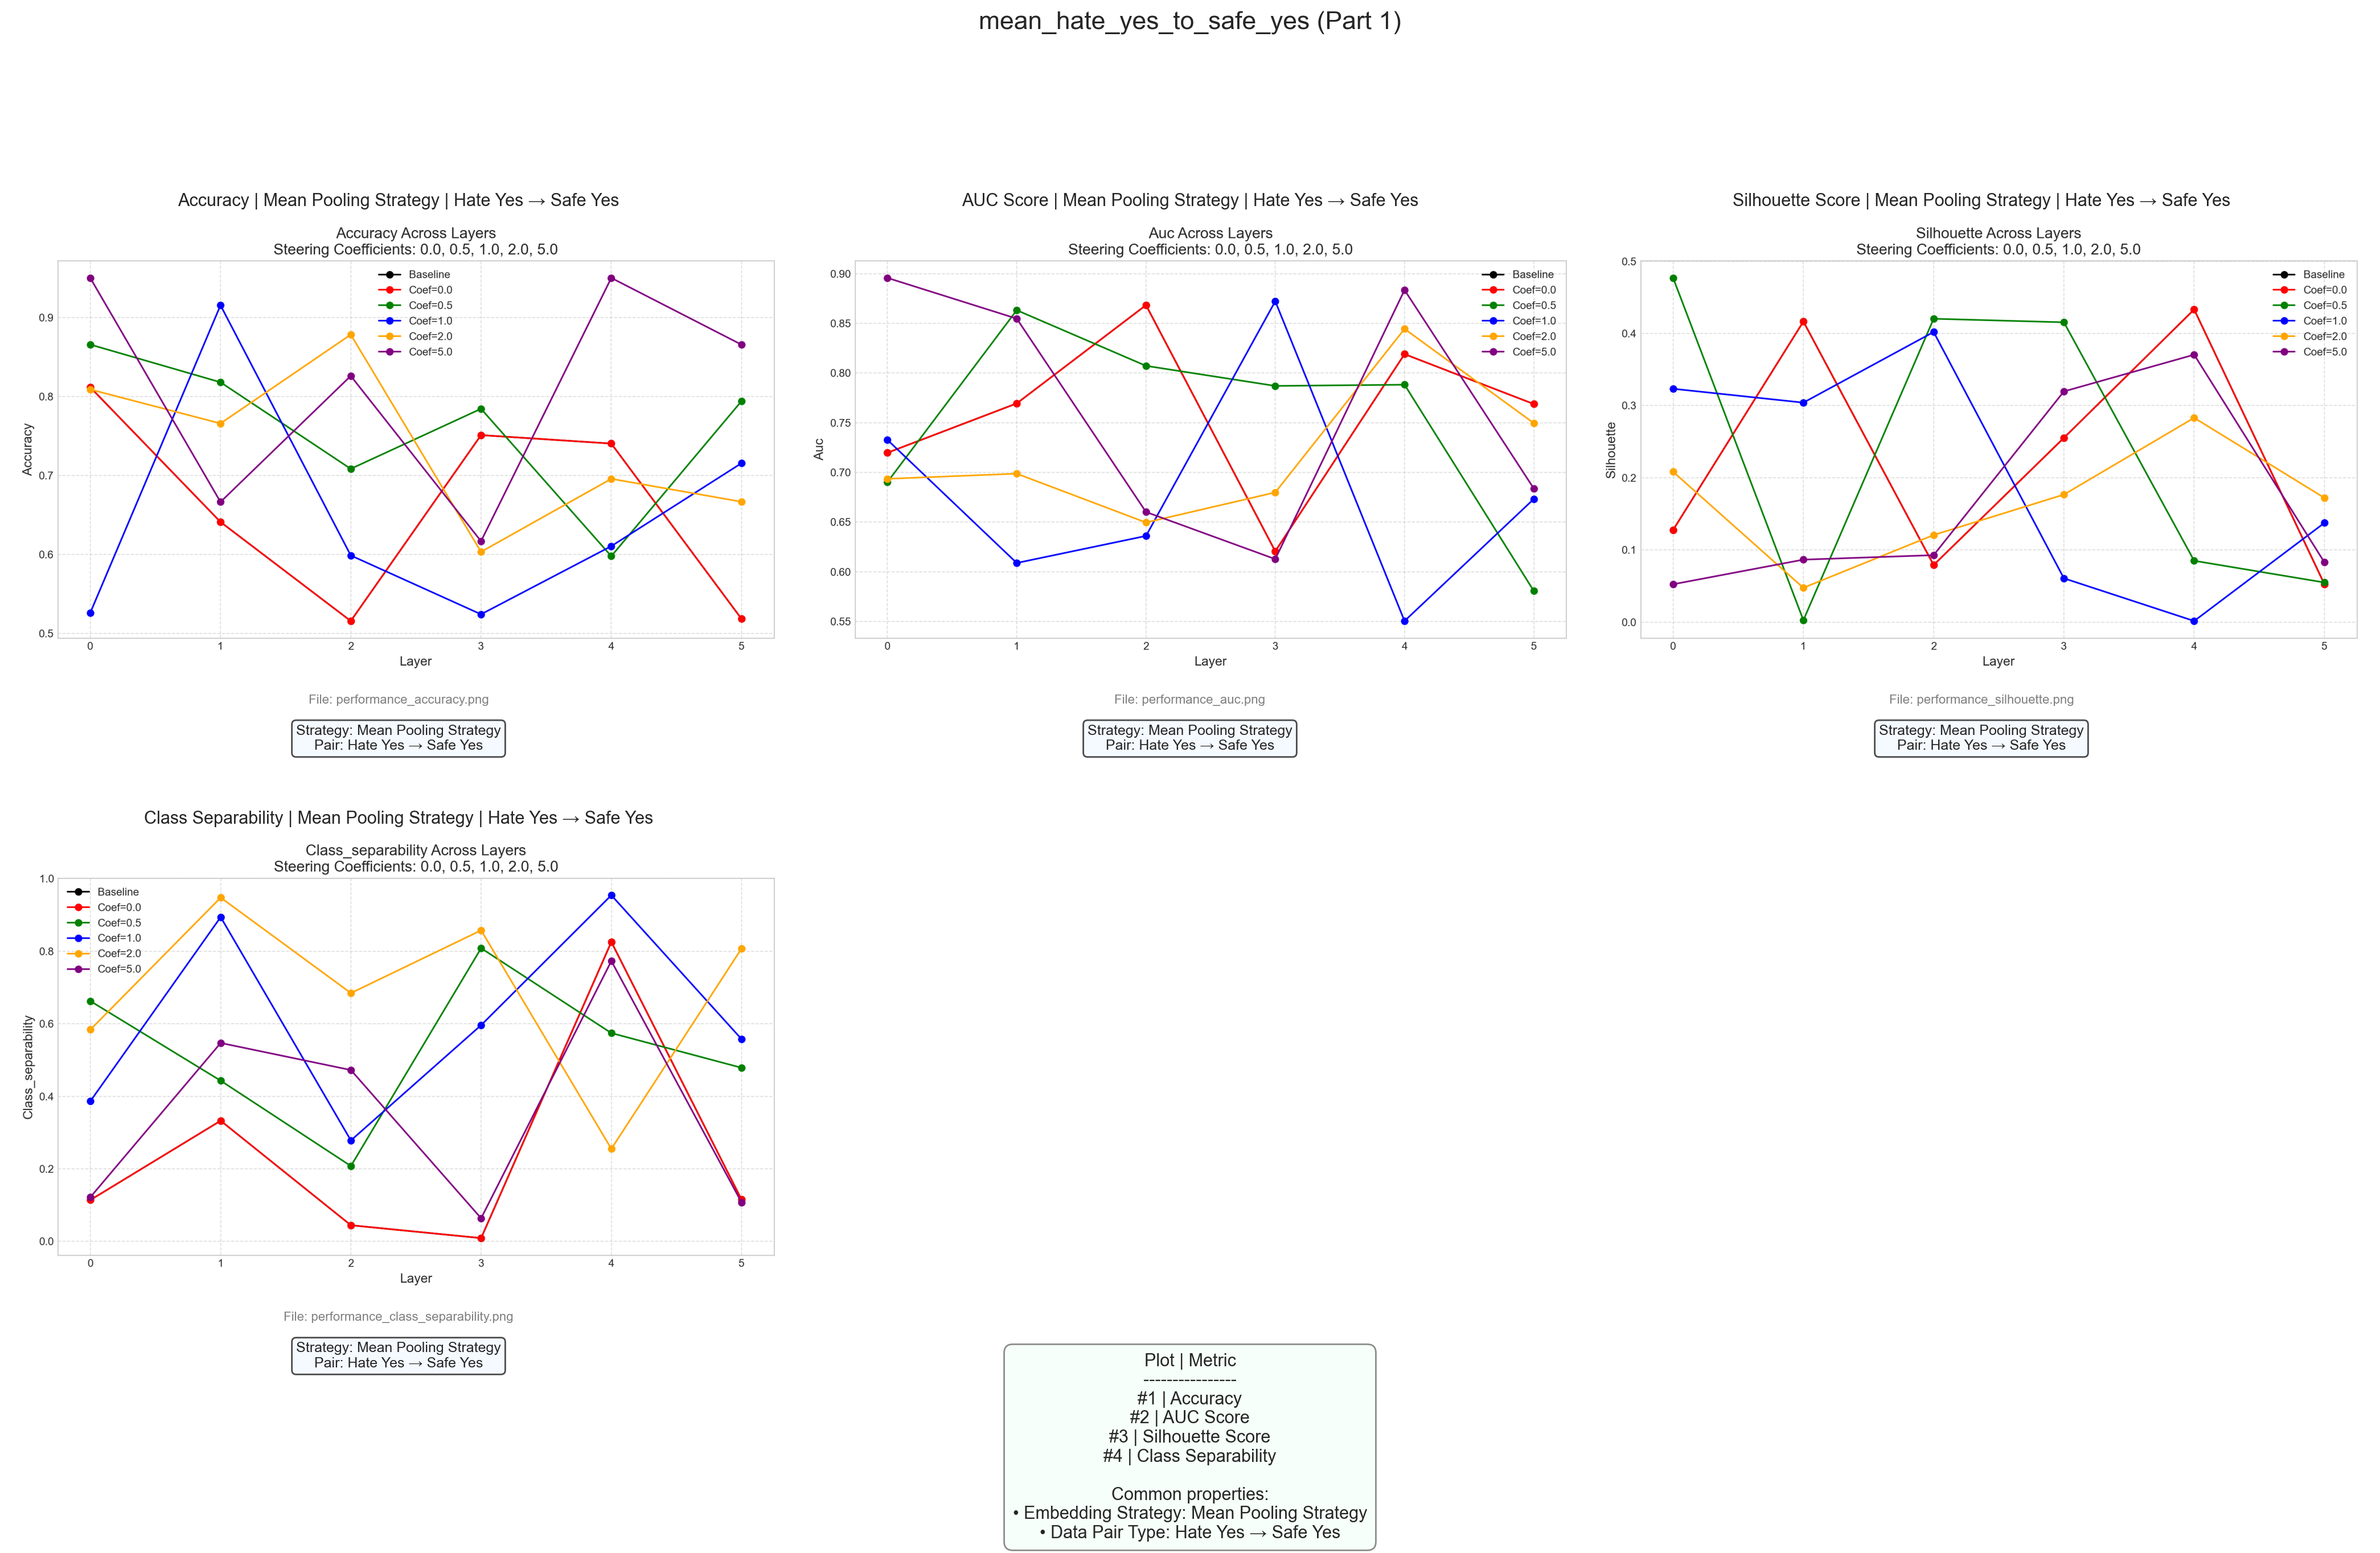 mean_hate_yes_to_safe_yes (Part 1)
Accuracy | Mean Pooling Strategy | Hate Yes → Safe Yes
Accuracy Across Layers
Steering Coefficients: 0.0, 0.5, 1.0, 2.0, 5.0
Baseline
Coef=0.0
Coef=0.5
Coef=1.0
Coef=2.0
Coef=5.0
0.9
0.8
0.7
0.6
0.5
Accuracy
0 1 2 3 4 5
Layer
File: performance_accuracy.png
Strategy: Mean Pooling Strategy
Pair: Hate Yes → Safe Yes
AUC Score | Mean Pooling Strategy | Hate Yes → Safe Yes
Auc Across Layers
Steering Coefficients: 0.0, 0.5, 1.0, 2.0, 5.0
Baseline
Coef=0.0
Coef=0.5
Coef=1.0
Coef=2.0
Coef=5.0
0.90
0.85
0.80
0.75
0.70
0.65
0.60
0.55
Auc
0 1 2 3 4 5
Layer
File: performance_auc.png
Strategy: Mean Pooling Strategy
Pair: Hate Yes → Safe Yes
Silhouette Score | Mean Pooling Strategy | Hate Yes → Safe Yes
Silhouette Across Layers
Steering Coefficients: 0.0, 0.5, 1.0, 2.0, 5.0
Baseline
Coef=0.0
Coef=0.5
Coef=1.0
Coef=2.0
Coef=5.0
0.5
0.4
0.3
0.2
0.1
0.0
Silhouette
0 1 2 3 4 5
Layer
File: performance_silhouette.png
Strategy: Mean Pooling Strategy
Pair: Hate Yes → Safe Yes
Class Separability | Mean Pooling Strategy | Hate Yes → Safe Yes
Class_separability Across Layers
Steering Coefficients: 0.0, 0.5, 1.0, 2.0, 5.0
Baseline
Coef=0.0
Coef=0.5
Coef=1.0
Coef=2.0
Coef=5.0
1.0
0.8
0.6
0.4
0.2
0.0
Class_separability
0 1 2 3 4 5
Layer
File: performance_class_separability.png
Strategy: Mean Pooling Strategy
Pair: Hate Yes → Safe Yes
Plot | Metric
----------------
#1 | Accuracy
#2 | AUC Score
#3 | Silhouette Score
#4 | Class Separability
Common properties:
• Embedding Strategy: Mean Pooling Strategy
• Data Pair Type: Hate Yes → Safe Yes